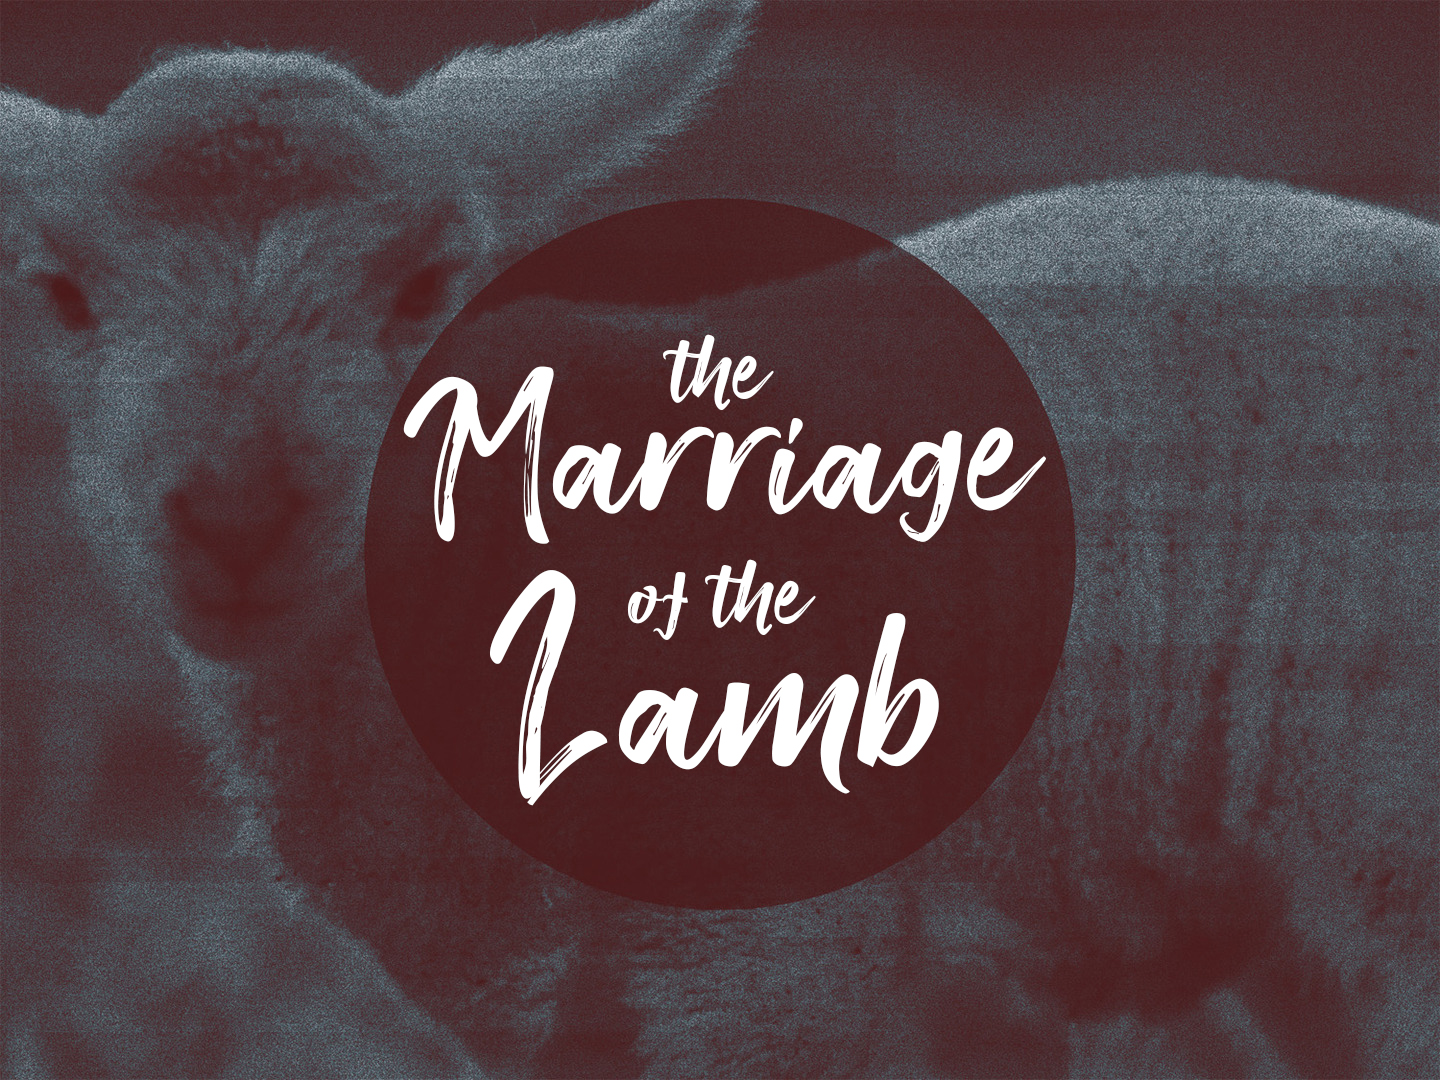 the
Marriage
of the
Lamb